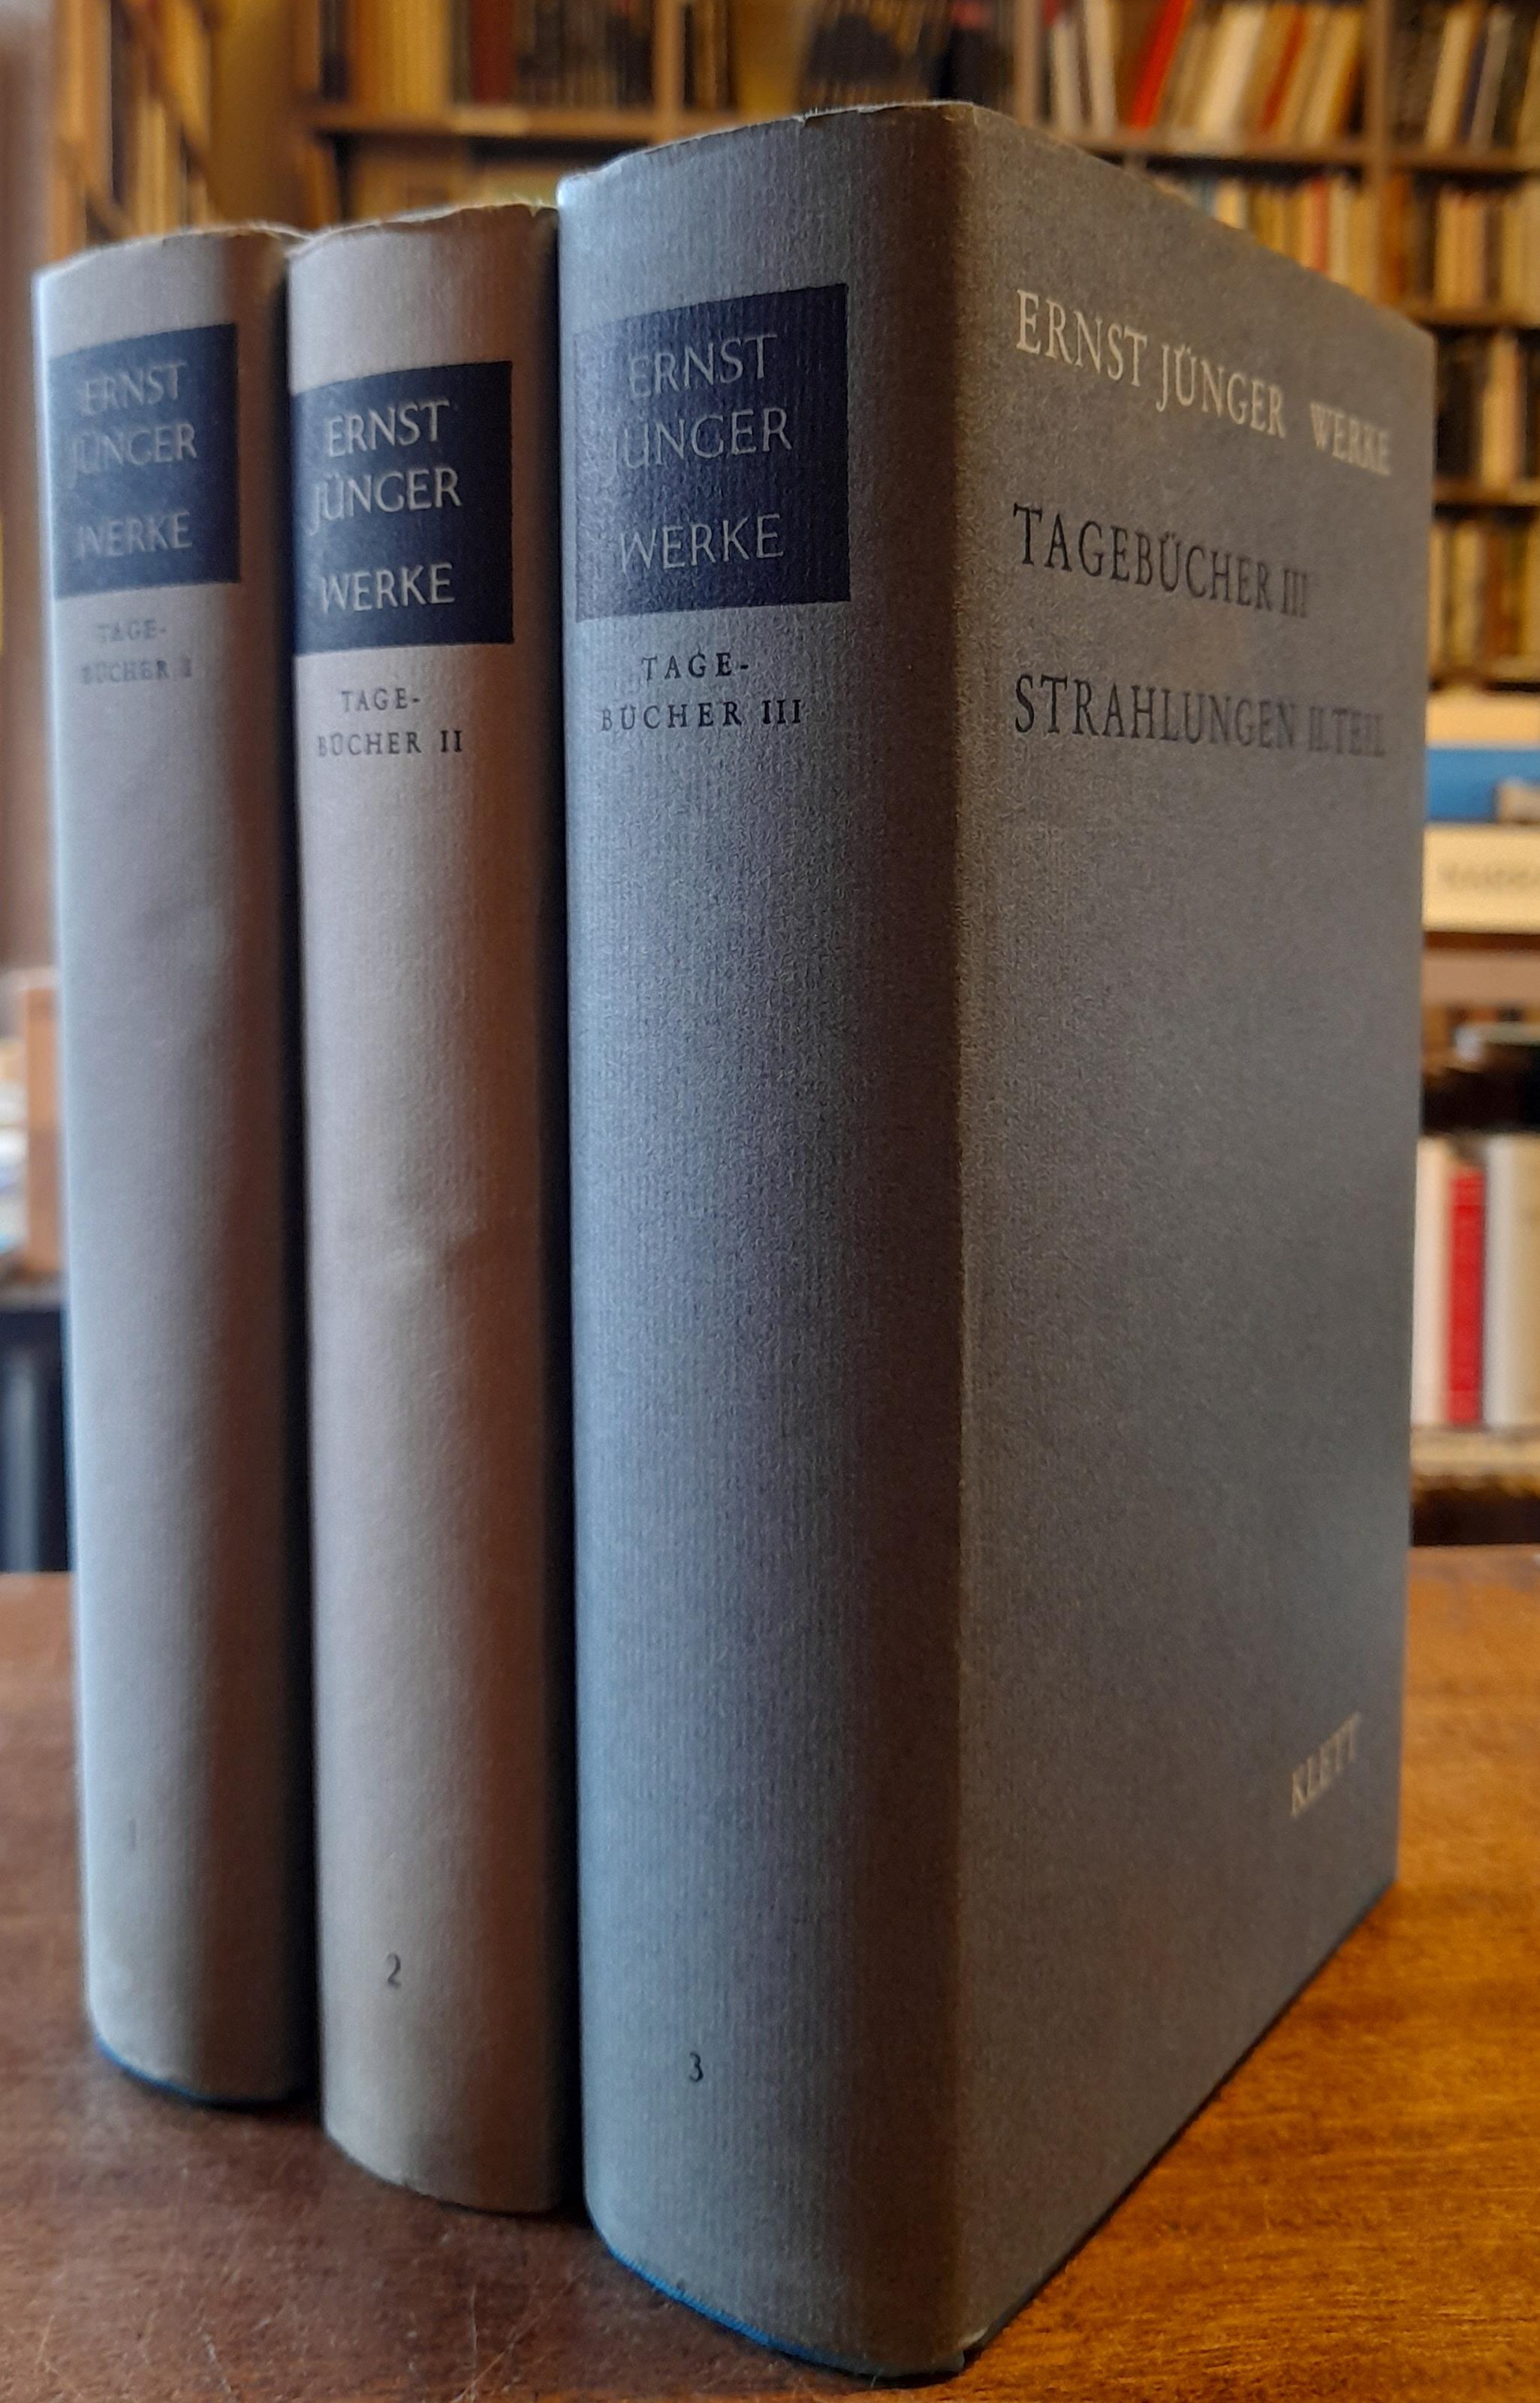 ERNST
JÜNGER
WERKE
TAGE-
BÜCHER I
1
ERNST
JÜNGER
WERKE
TAGE-
BÜCHER II
2
ERNST
JÜNGER
WERKE
TAGE-
BÜCHER III
3
ERNST JÜNGER WERKE
TAGEBÜCHER III
STRAHLUNGEN II. TEIL
KLETT